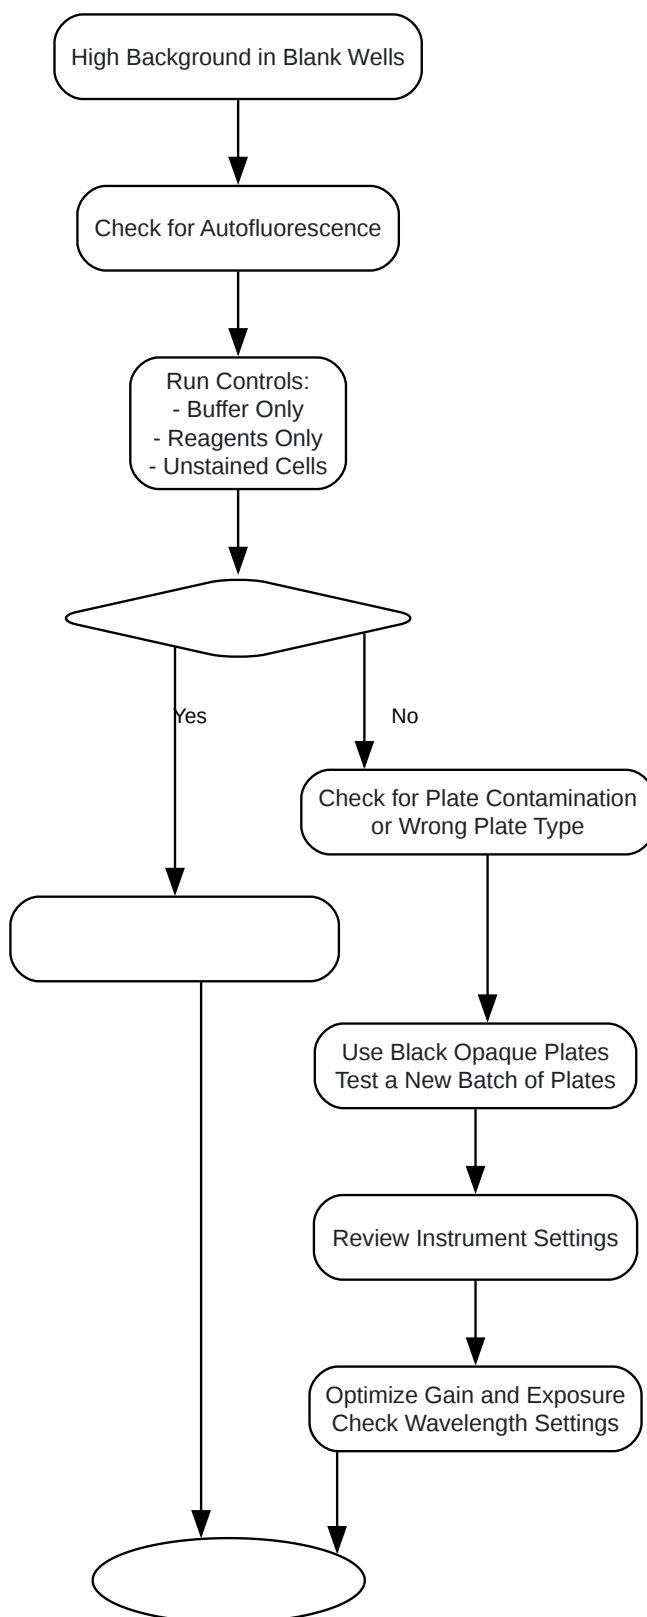 High Background in Blank Wells
Check for Autofluorescence
Run Controls:
- Buffer Only
- Reagents Only
- Unstained Cells
Yes
No
Check for Plate Contamination
or Wrong Plate Type
Use Black Opaque Plates
Test a New Batch of Plates
Review Instrument Settings
Optimize Gain and Exposure
Check Wavelength Settings